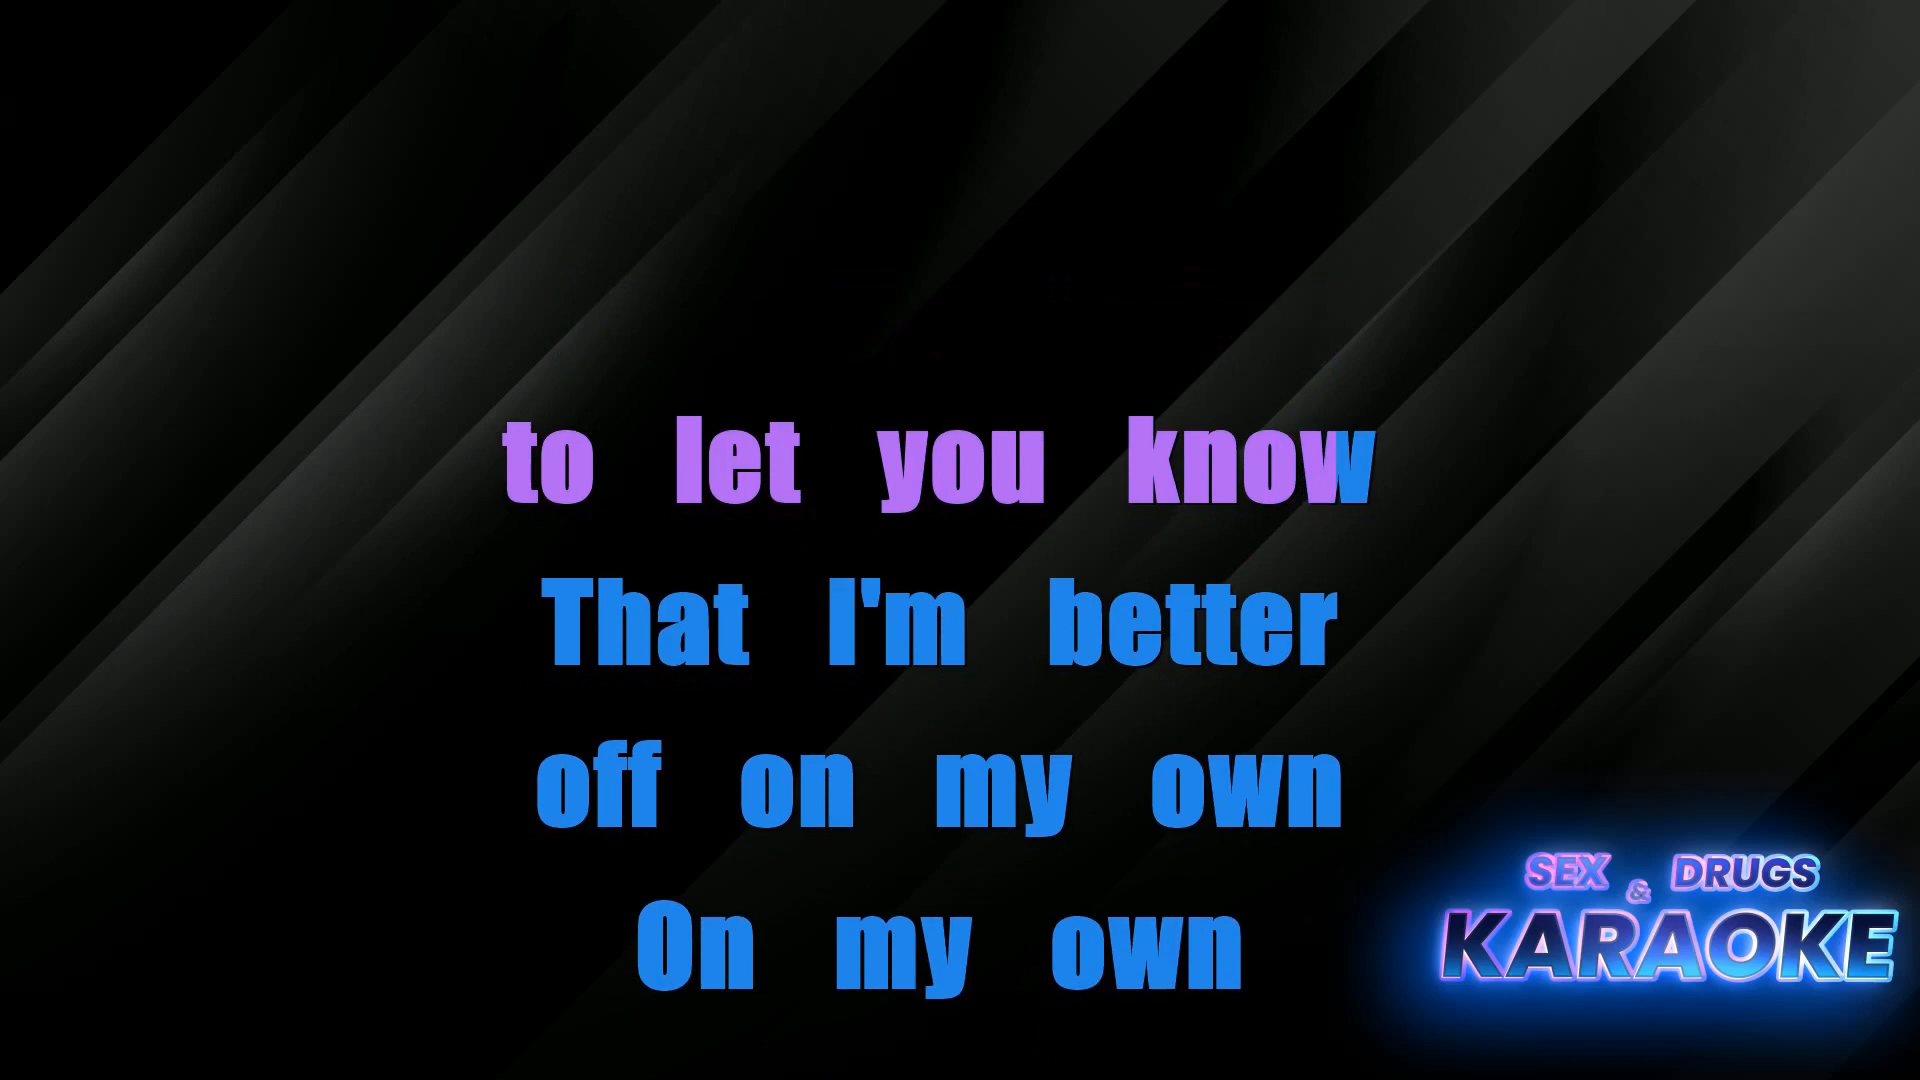 to let you know
That I'm better
off on my own
On my own
SEX & DRUGS
KARAOKE